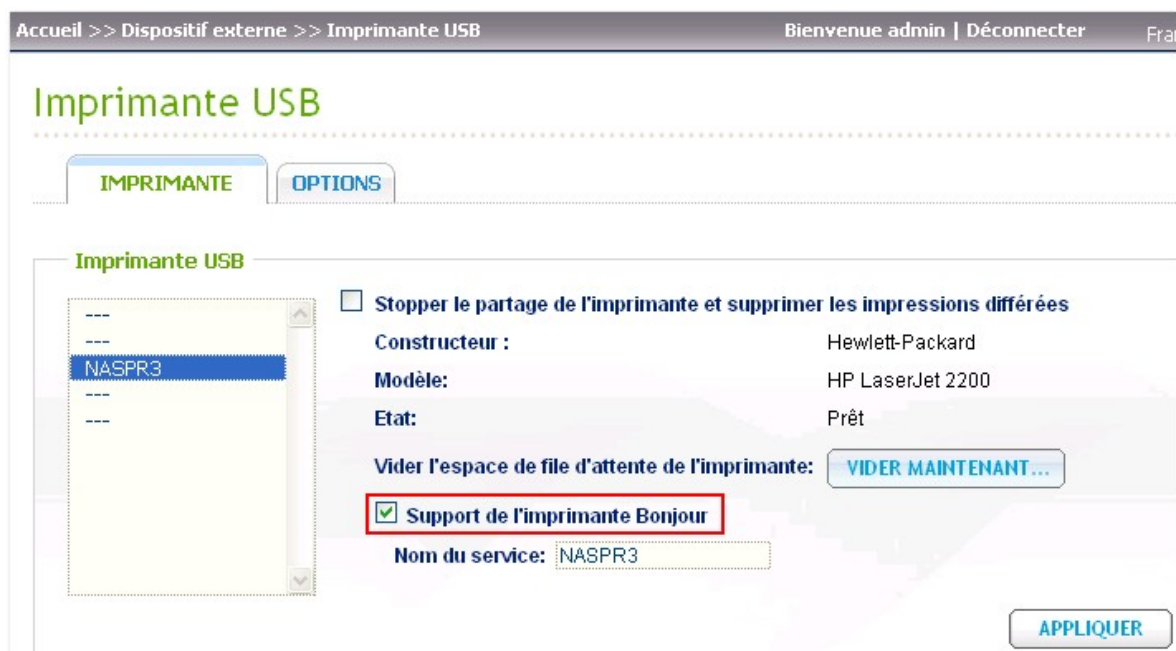 Accueil >> Dispositif externe >> Imprimante USB Bienvenue admin | Déconnecter
Imprimante USB
IMPRIMANTE OPTIONS
Imprimante USB
---
---
NASPR3
---
---
Stopper le partage de l'imprimante et supprimer les impressions différées
Constructeur : Hewlett-Packard
Modèle: HP LaserJet 2200
Etat: Prêt
Vider l'espace de file d'attente de l'imprimante: VIDER MAINTENANT...
Support de l'imprimante Bonjour
Nom du service: NASPR3
APPLIQUER